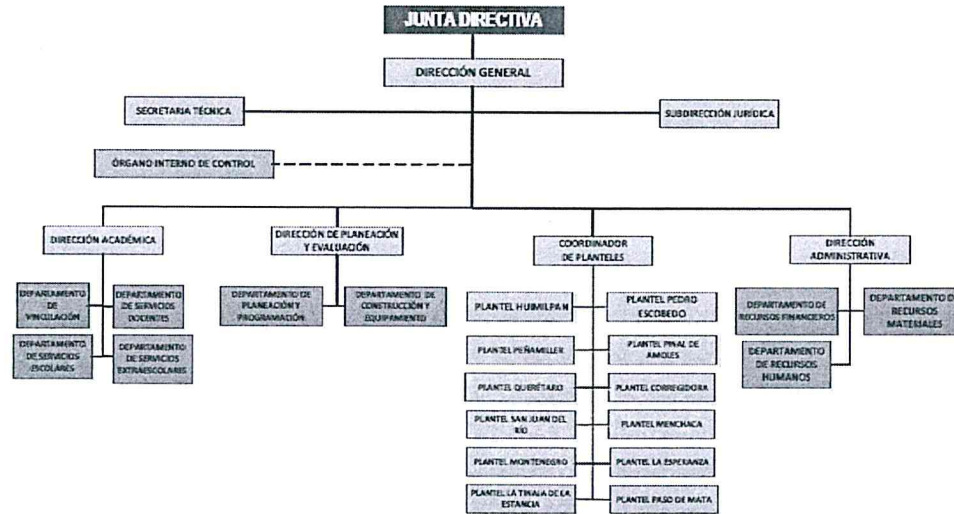 JUNTA DIRECTIVA
DIRECCIÓN GENERAL
SECRETARIA TÉCNICA
SUBDIRECCIÓN JURÍDICA
ÓRGANO INTERNO DE CONTROL
DIRECCIÓN ACADÉMICA
DEPARTAMENTO
DE
VINCULACIÓN
DEPARTAMENTO
DE SERVICIOS
DOCENTES
DEPARTAMENTO
DE SERVICIOS
ESCOLARES
DEPARTAMENTO
DE SERVICIOS
EXTRAESCOLARES
DIRECCIÓN DE PLANEACIÓN
Y EVALUACIÓN
DEPARTAMENTO DE
PLANEACIÓN Y
PROGRAMACIÓN
DEPARTAMENTO DE
CONSTRUCCIÓN Y
EQUIPAMIENTO
COORDINADOR
DE PLANTELES
PLANTEL HUIMILPAN
PLANTEL PEDRO
ESCOBEDO
PLANTEL PEÑAMILLER
PLANTEL PINAL DE
AMOLES
PLANTEL QUERÉTARO
PLANTEL CORREGIDORA
PLANTEL SAN JUAN DEL
RÍO
PLANTEL MENCHACA
PLANTEL MONTENEGRO
PLANTEL LA ESPERANZA
PLANTEL LA DE LA
ESTANCIA
PLANTEL PASO DE MATA
DIRECCIÓN
ADMINISTRATIVA
DEPARTAMENTO DE
RECURSOS FINANCIEROS
DEPARTAMENTO DE
RECURSOS
MATERIALES
DEPARTAMENTO
DE RECURSOS
HUMANOS